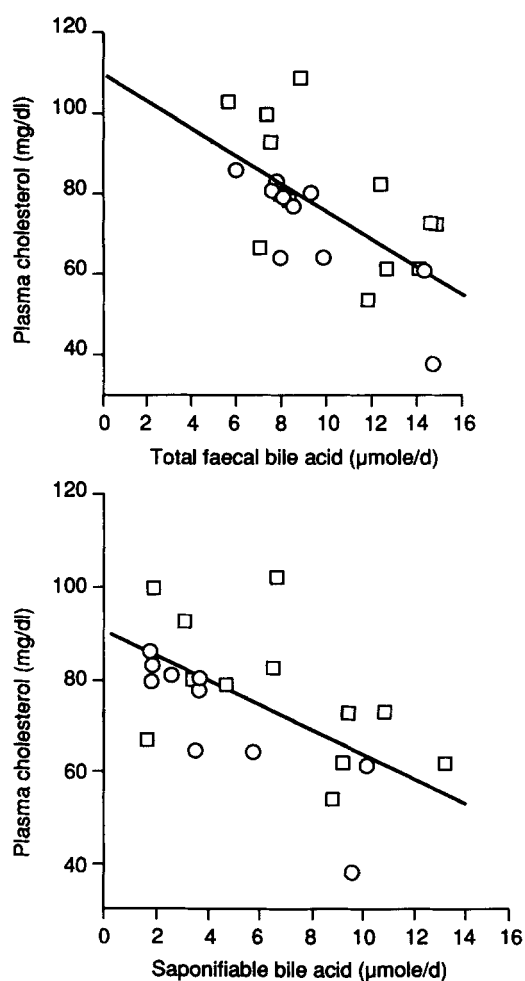 120
100
80
60
40
Plasma cholesterol (mg/dl)
0 2 4 6 8 10 12 14 16
Total faecal bile acid (µmole/d)
120
100
80
60
40
Plasma cholesterol (mg/dl)
0 2 4 6 8 10 12 14 16
Saponifiable bile acid (µmole/d)